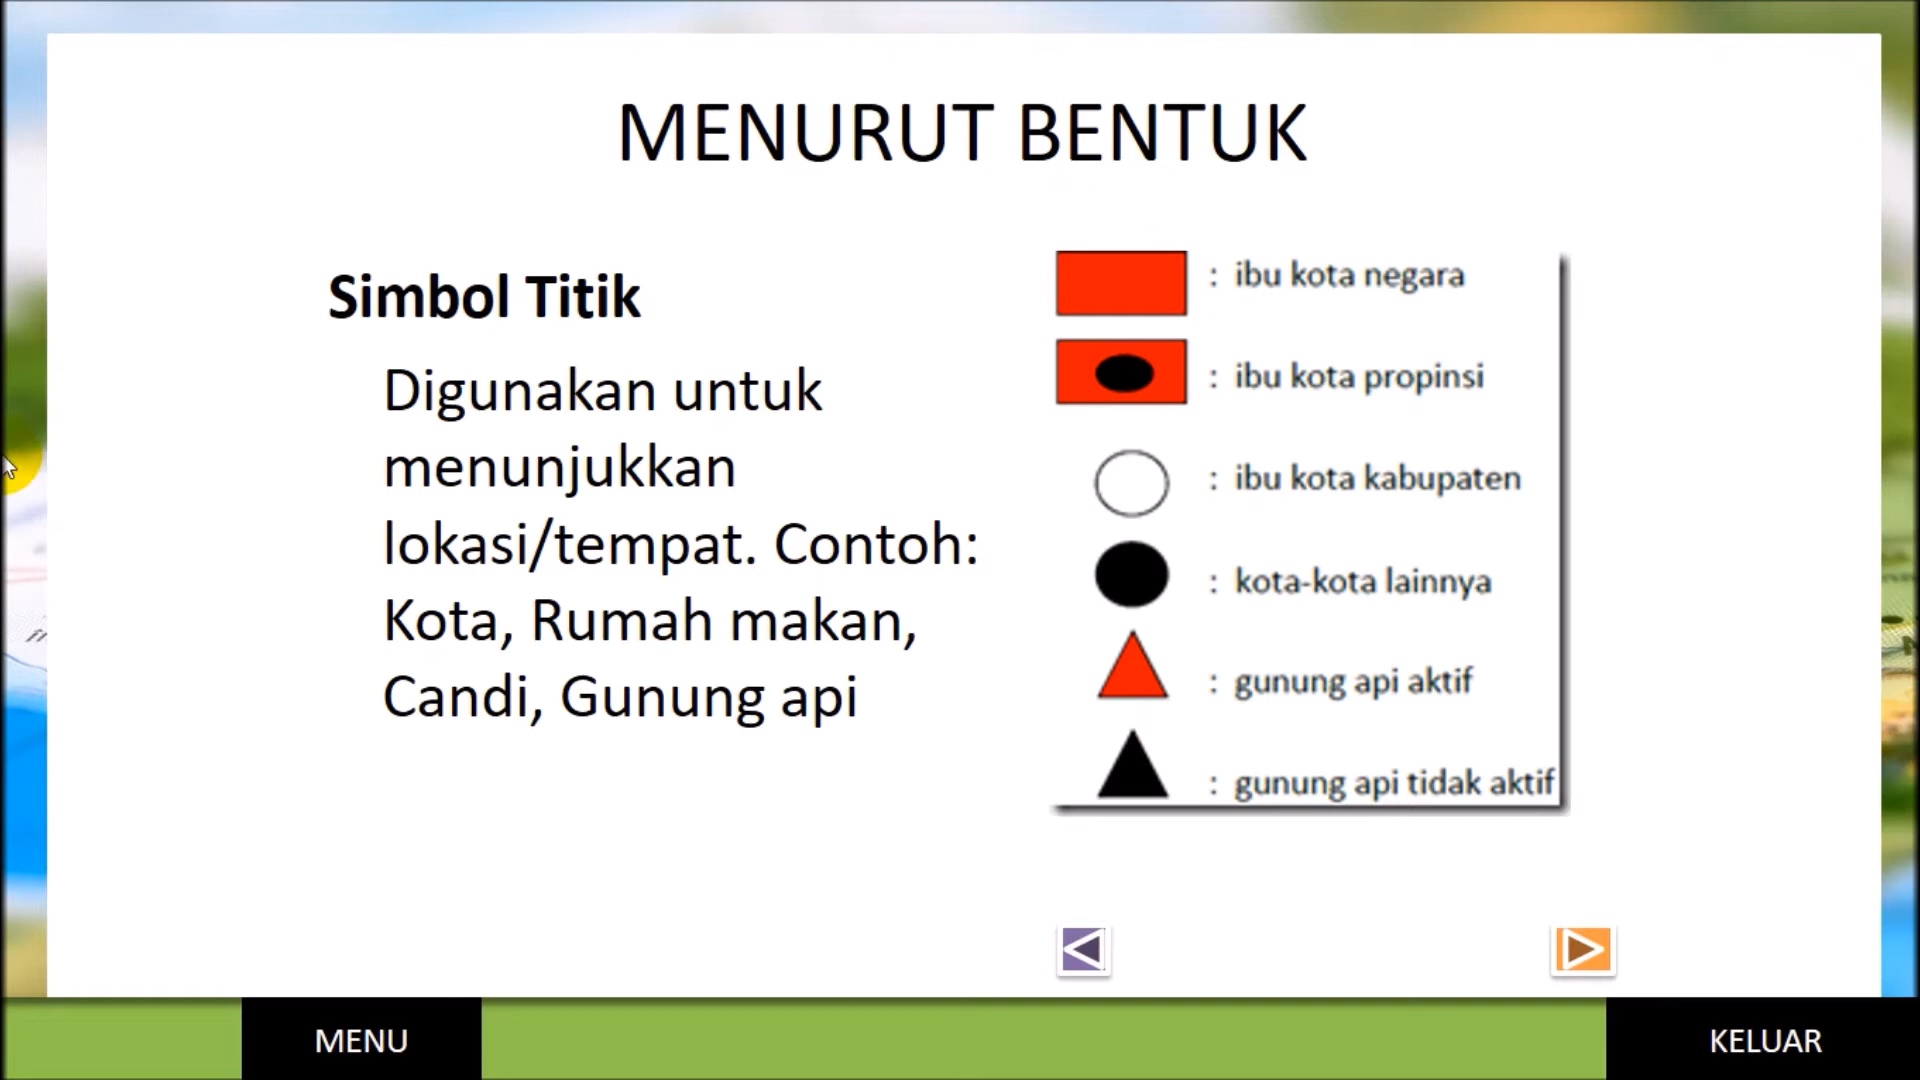 MENURUT BENTUK
Simbol Titik
Digunakan untuk
menunjukkan
lokasi/tempat. Contoh:
Kota, Rumah makan,
Candi, Gunung api
: ibu kota negara
: ibu kota propinsi
: ibu kota kabupaten
: kota-kota lainnya
: gunung api aktif
: gunung api tidak aktif
MENU
KELUAR